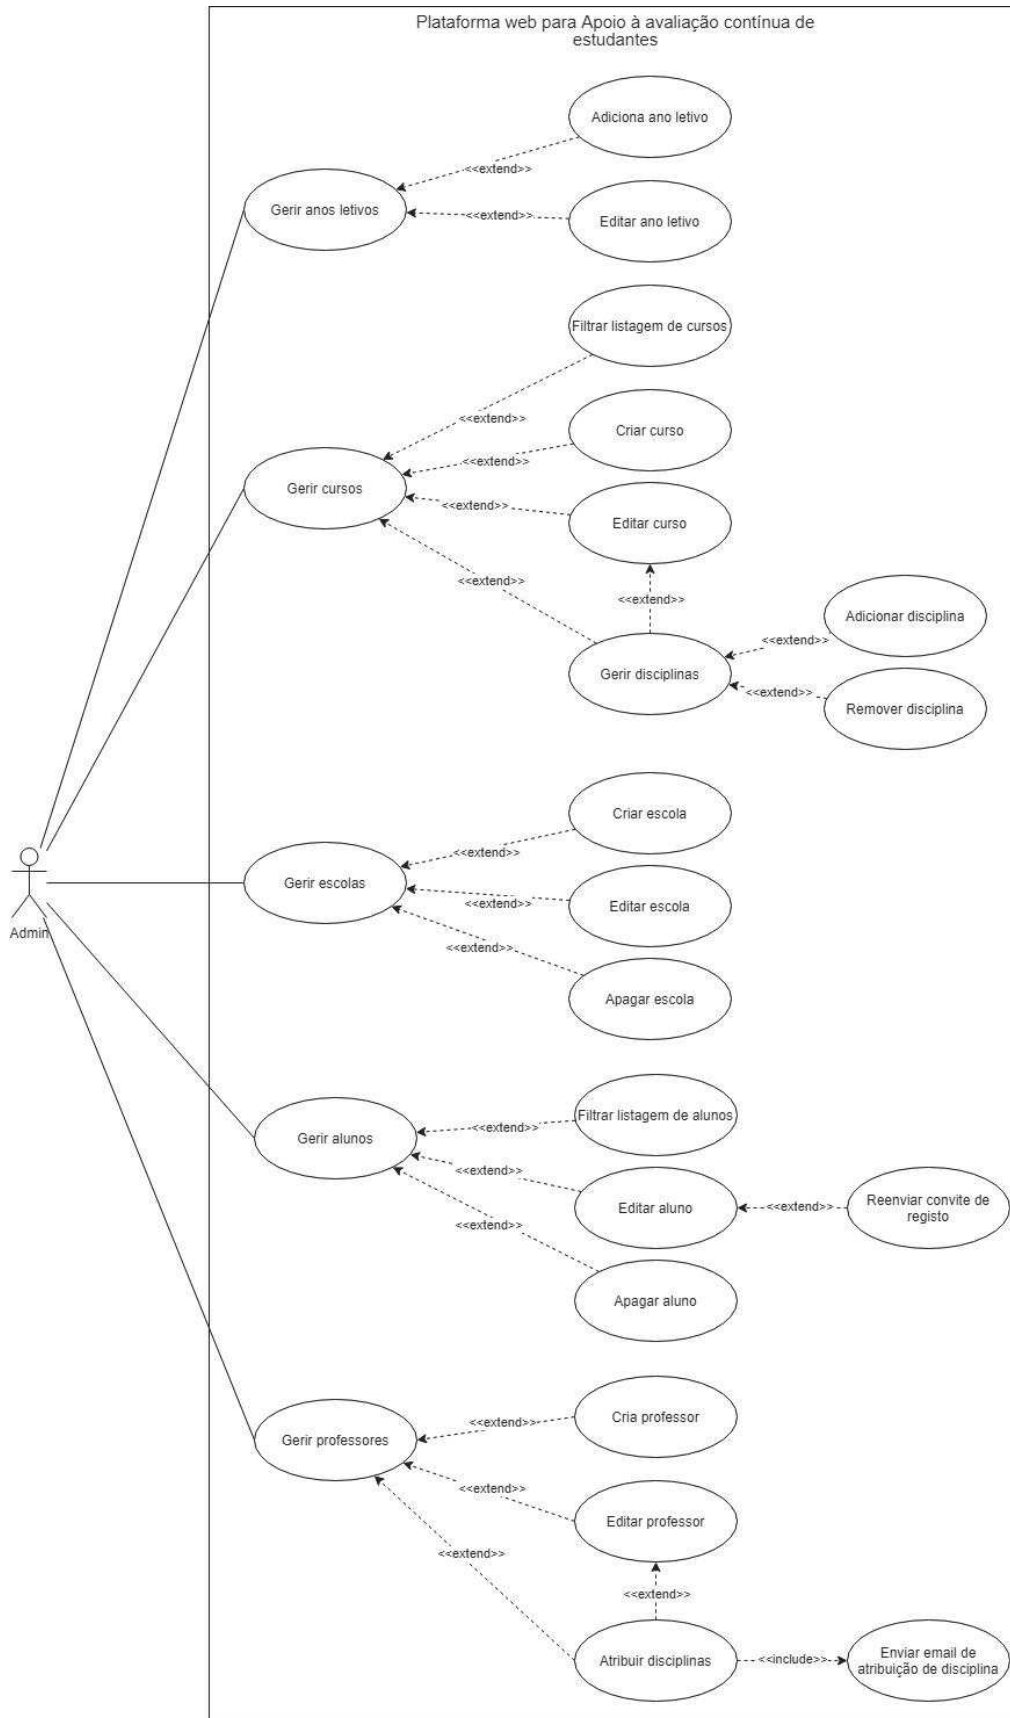 Plataforma web para Apoio à avaliação contínua de
estudantes
Adiciona ano letivo
<<extend>>
Gerir anos letivos
<<extend>>
Editar ano letivo
Filtrar listagem de cursos
<<extend>>
Criar curso
<<extend>>
Gerir cursos
<<extend>>
Editar curso
<<extend>>
<<extend>>
Adicionar disciplina
<<extend>>
Gerir disciplinas
<<extend>>
Remover disciplina
Criar escola
<<extend>>
Gerir escolas
<<extend>>
Editar escola
Admin
<<extend>>
Apagar escola
Filtrar listagem de alunos
<<extend>>
Gerir alunos
<<extend>>
Editar aluno
<<extend>>
Reenviar convite de
registo
<<extend>>
Apagar aluno
Cria professor
<<extend>>
Gerir professores
<<extend>>
Editar professor
<<extend>>
<<extend>>
Atribuir disciplinas
<<include>>
Enviar email de
atribuição de disciplina